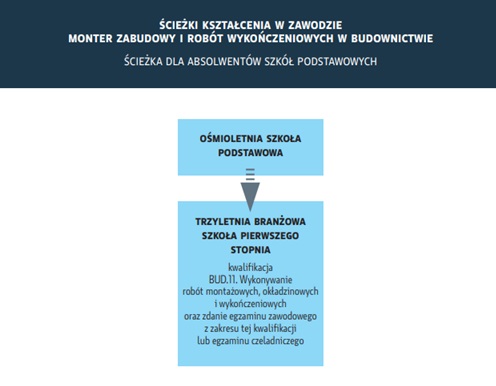 ŚCIEŻKI KSZTAŁCENIA W ZAWODZIE
MONTER ZABUDOWY I ROBÓT WYKOŃCZENIOWYCH W BUDOWNICTWIE
ŚCIEŻKA DLA ABSOLWENTÓW SZKÓŁ PODSTAWOWYCH
OŚMIOLETNIA SZKOŁA
PODSTAWOWA
TRZYLETNIA BRANŻOWA
SZKOŁA PIERWSZEGO
STOPNIA
kwalifikacja
BUD.11. Wykonywanie
robót montażowych, okładzinowych
i wykończeniowych
oraz zdanie egzaminu zawodowego
z zakresu tej kwalifikacji
lub egzaminu czeladniczego